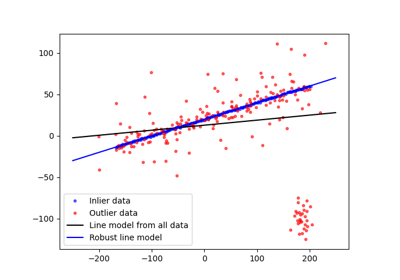 100
50
0
−50
−100
Inlier data
Outlier data
Line model from all data
Robust line model
−200 −100 0 100 200